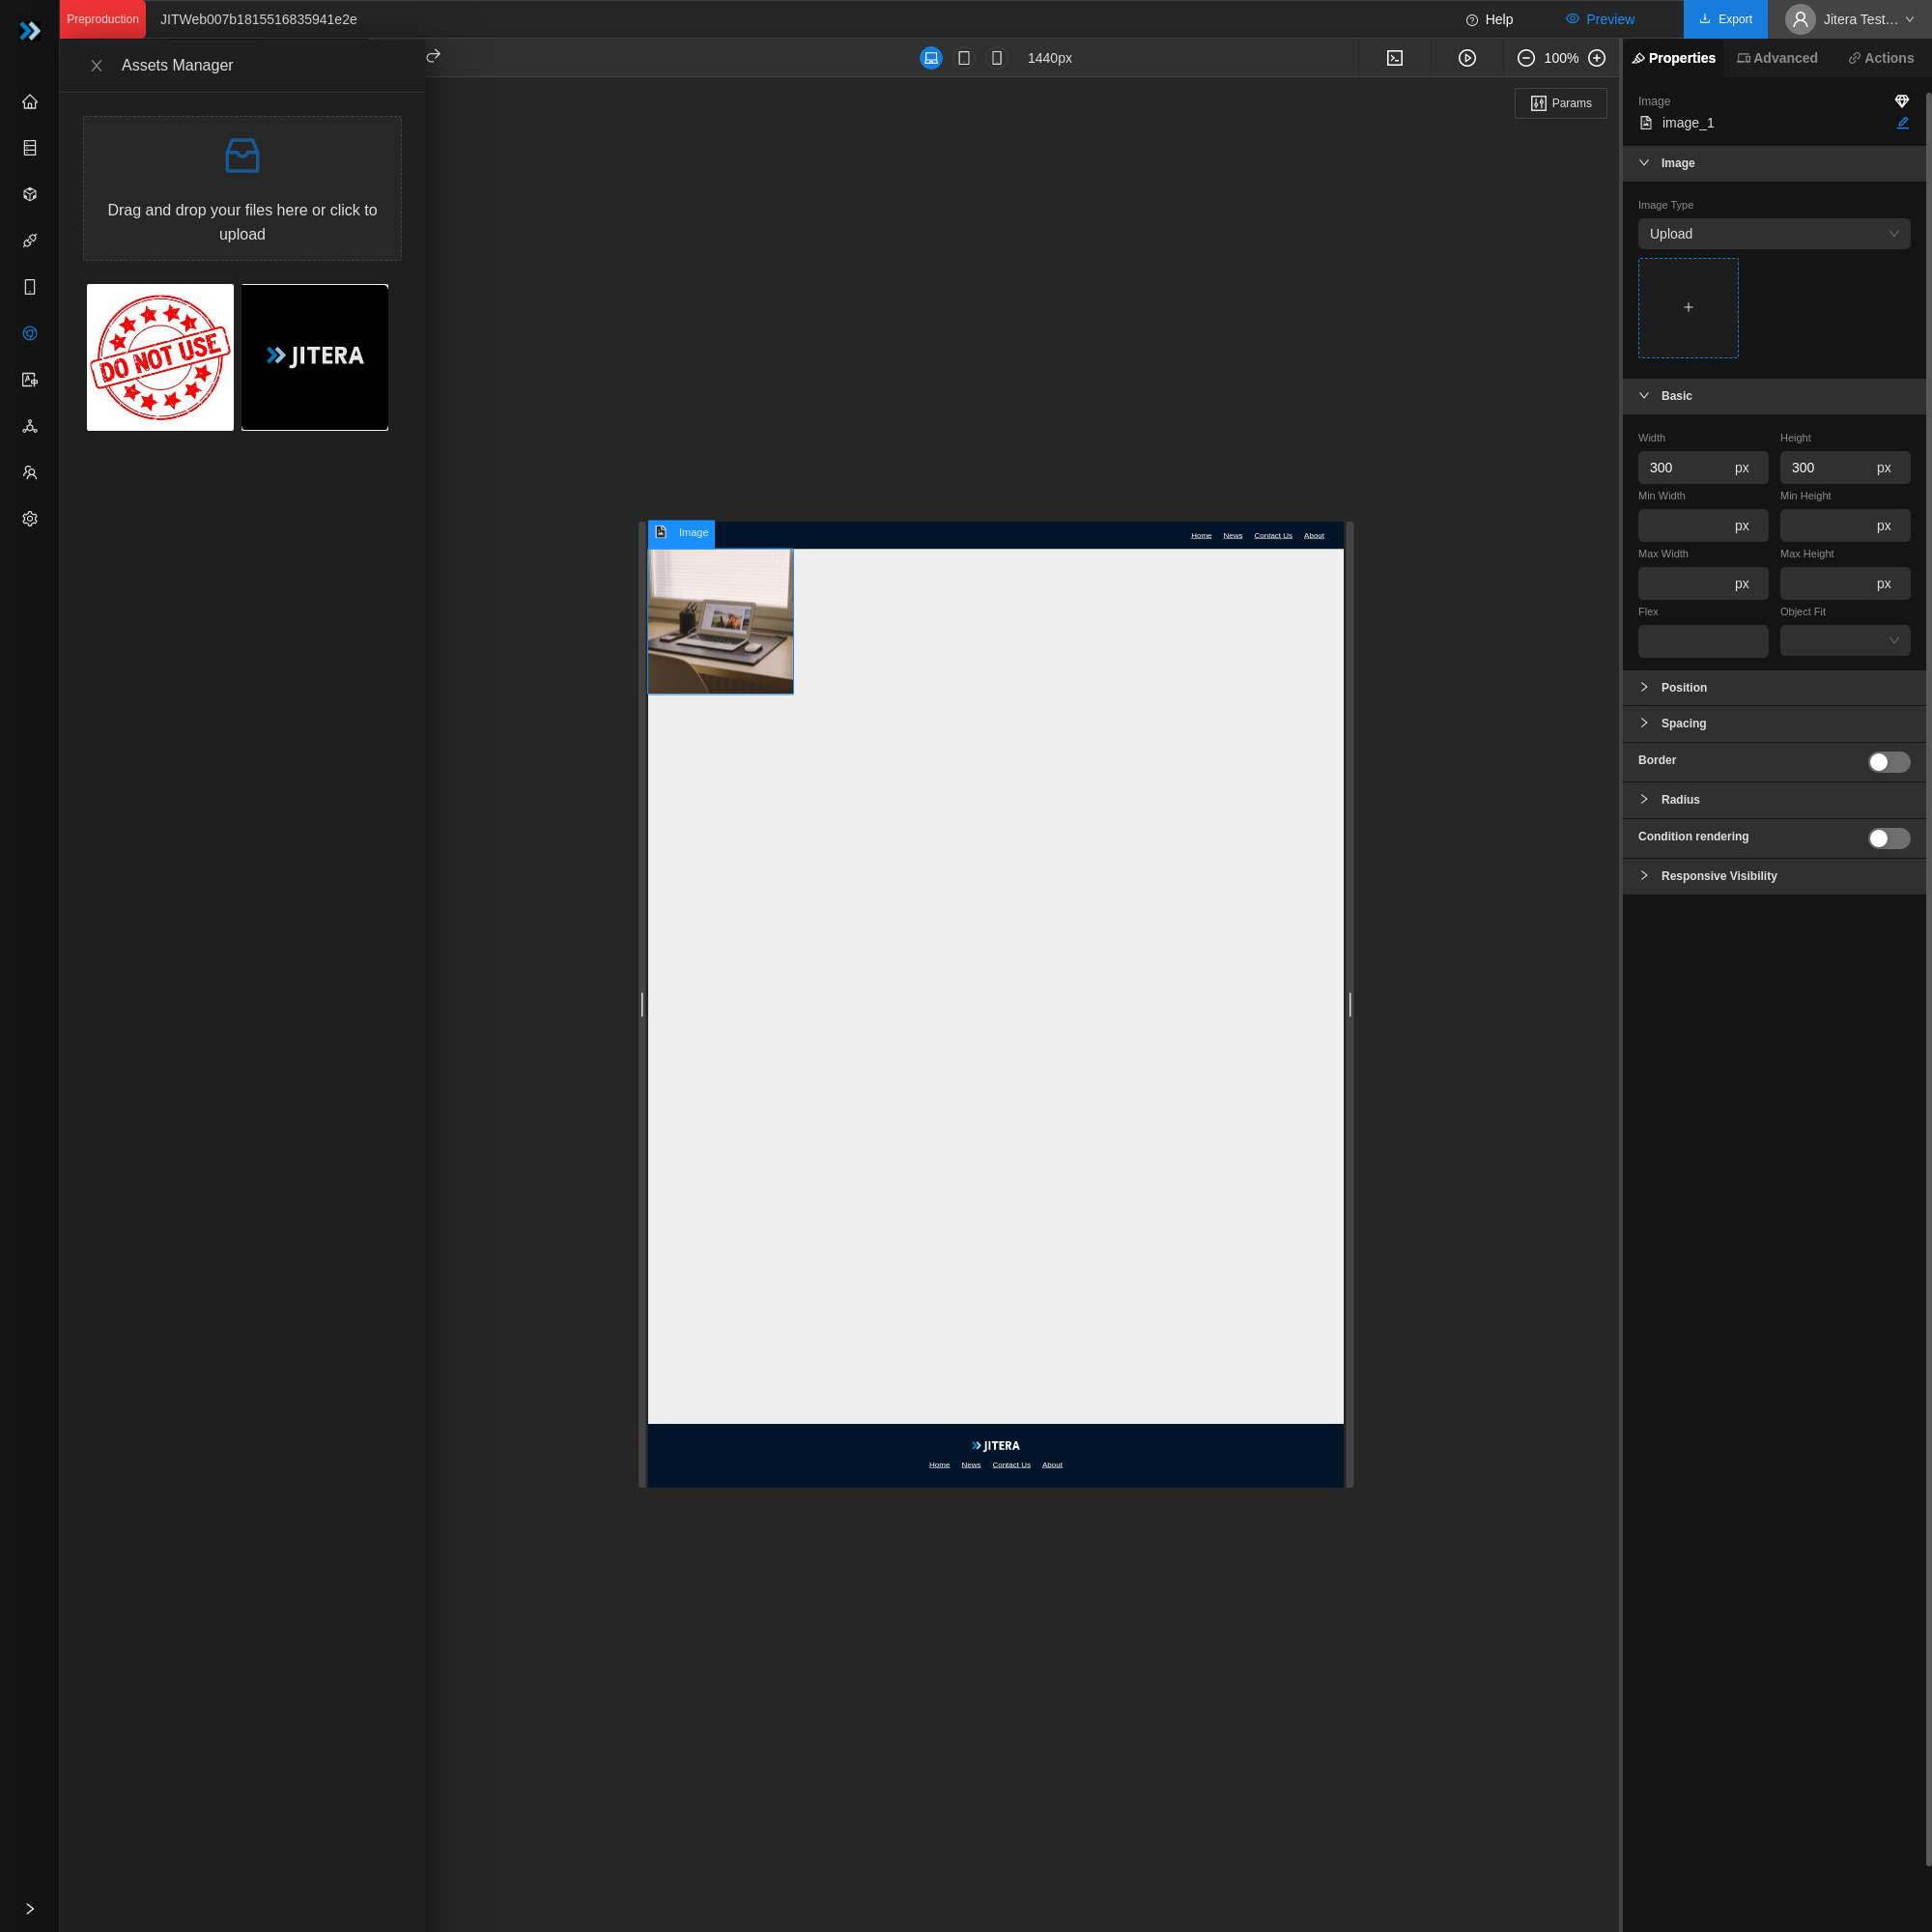 Preproduction
JITWeb007b1815516835941e2e
Help
Preview
Export
Jitera Test...
Assets Manager
1440px
100%
Properties
Advanced
Actions
Params
Drag and drop your files here or click to
upload
DO NOT USE
JITERA
Image
image_1
Image
Image Type
Upload
Basic
Width
Height
300
px
300
px
Min Width
Min Height
px
px
Max Width
Max Height
px
px
Flex
Object Fit
Position
Spacing
Border
Radius
Condition rendering
Responsive Visibility
Image
Home
News
Contact Us
About
JITERA
Home
News
Contact Us
About